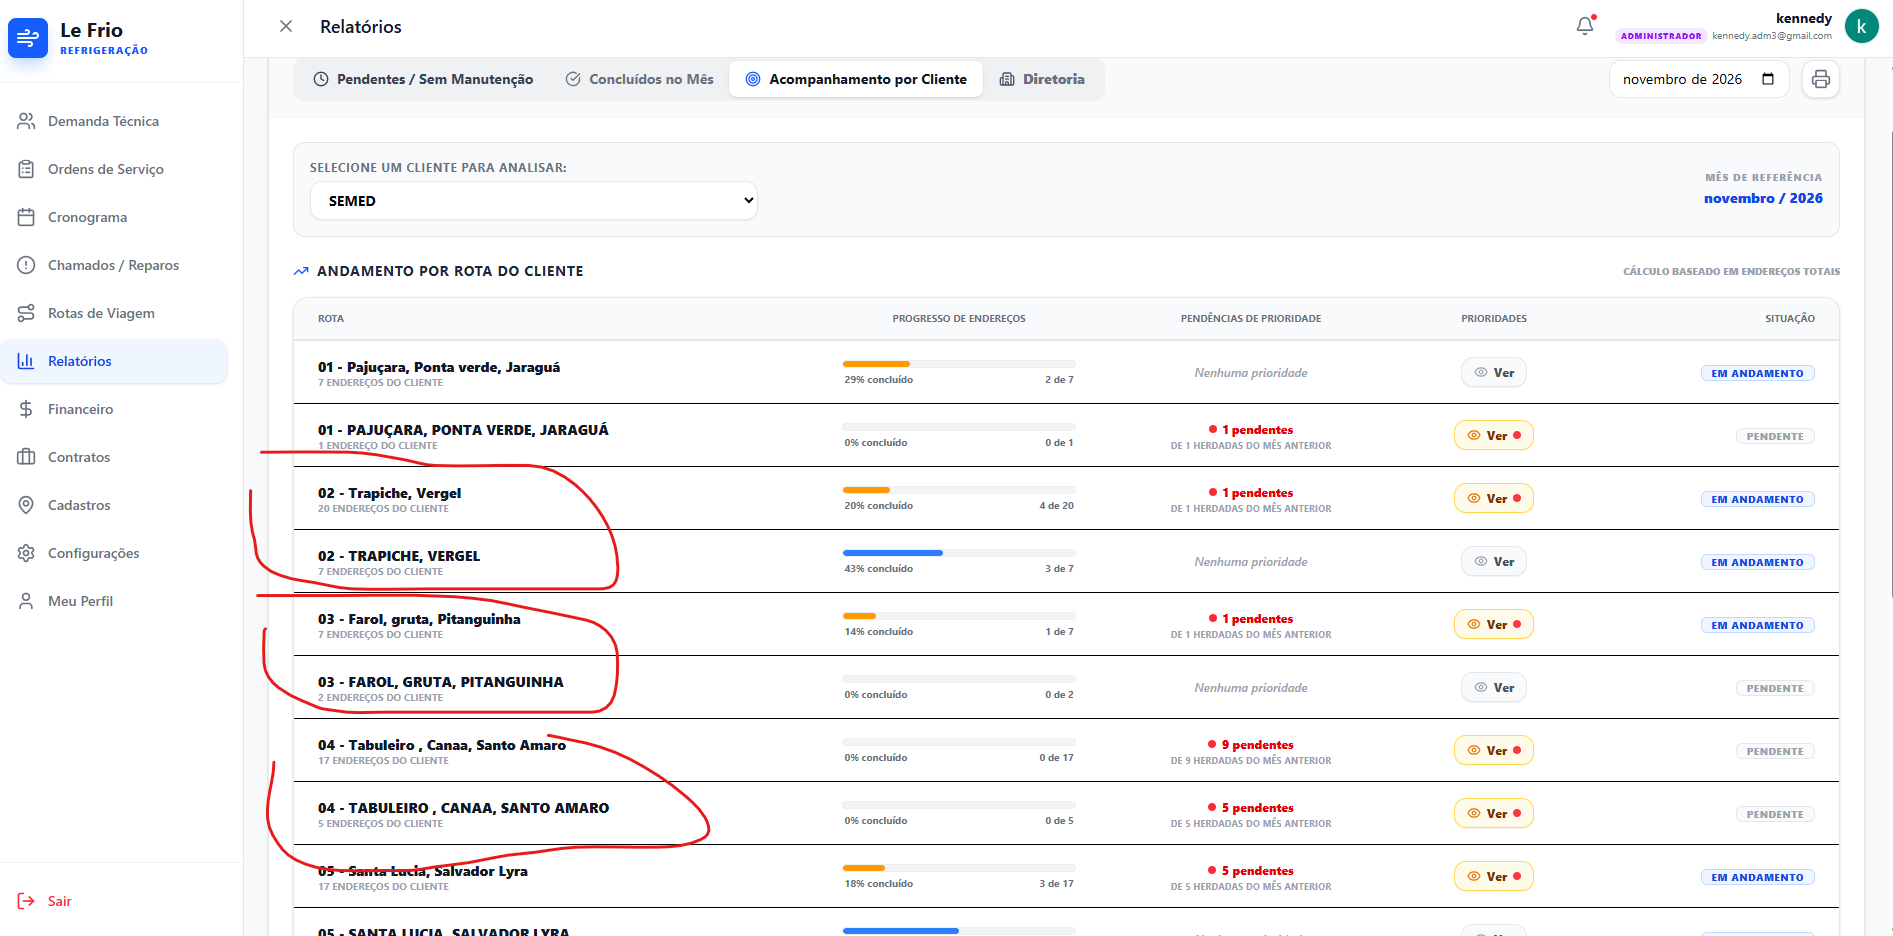 Le Frio
REFRIGERAÇÃO
Relatórios
kennedy
ADMINISTRADOR kennedy.adm3@gmail.com
k
Demanda Técnica
Ordens de Serviço
Cronograma
Chamados / Reparos
Rotas de Viagem
Relatórios
Financeiro
Contratos
Cadastros
Configurações
Meu Perfil
Sair
Pendentes / Sem Manutenção Concluídos no Mês Acompanhamento por Cliente Diretoria novembro de 2026
SELECIONE UM CLIENTE PARA ANALISAR:
SEMED
MÊS DE REFERÊNCIA
novembro / 2026
ANDAMENTO POR ROTA DO CLIENTE CÁLCULO BASEADO EM ENDEREÇOS TOTAIS
ROTA PROGRESSO DE ENDEREÇOS PENDÊNCIAS DE PRIORIDADE PRIORIDADES SITUAÇÃO
01 - Pajuçara, Ponta verde, Jaraguá
7 ENDEREÇOS DO CLIENTE
29% concluído 2 de 7
Nenhuma prioridade Ver EM ANDAMENTO
01 - PAJUÇARA, PONTA VERDE, JARAGUÁ
1 ENDEREÇO DO CLIENTE
0% concluído 0 de 1
1 pendentes
DE 1 HERDADAS DO MÊS ANTERIOR
Ver PENDENTE
02 - Trapiche, Vergel
20 ENDEREÇOS DO CLIENTE
20% concluído 4 de 20
1 pendentes
DE 1 HERDADAS DO MÊS ANTERIOR
Ver EM ANDAMENTO
02 - TRAPICHE, VERGEL
7 ENDEREÇOS DO CLIENTE
43% concluído 3 de 7
Nenhuma prioridade Ver EM ANDAMENTO
03 - Farol, gruta, Pitanguinha
7 ENDEREÇOS DO CLIENTE
14% concluído 1 de 7
1 pendentes
DE 1 HERDADAS DO MÊS ANTERIOR
Ver EM ANDAMENTO
03 - FAROL, GRUTA, PITANGUINHA
2 ENDEREÇOS DO CLIENTE
0% concluído 0 de 2
Nenhuma prioridade Ver PENDENTE
04 - Tabuleiro , Canaa, Santo Amaro
17 ENDEREÇOS DO CLIENTE
0% concluído 0 de 17
9 pendentes
DE 9 HERDADAS DO MÊS ANTERIOR
Ver PENDENTE
04 - TABULEIRO , CANAA, SANTO AMARO
5 ENDEREÇOS DO CLIENTE
0% concluído 0 de 5
5 pendentes
DE 5 HERDADAS DO MÊS ANTERIOR
Ver PENDENTE
05 - Santa Lucia, Salvador Lyra
17 ENDEREÇOS DO CLIENTE
18% concluído 3 de 17
5 pendentes
DE 5 HERDADAS DO MÊS ANTERIOR
Ver EM ANDAMENTO
05 - SANTA LUCIA, SALVADOR LYRA